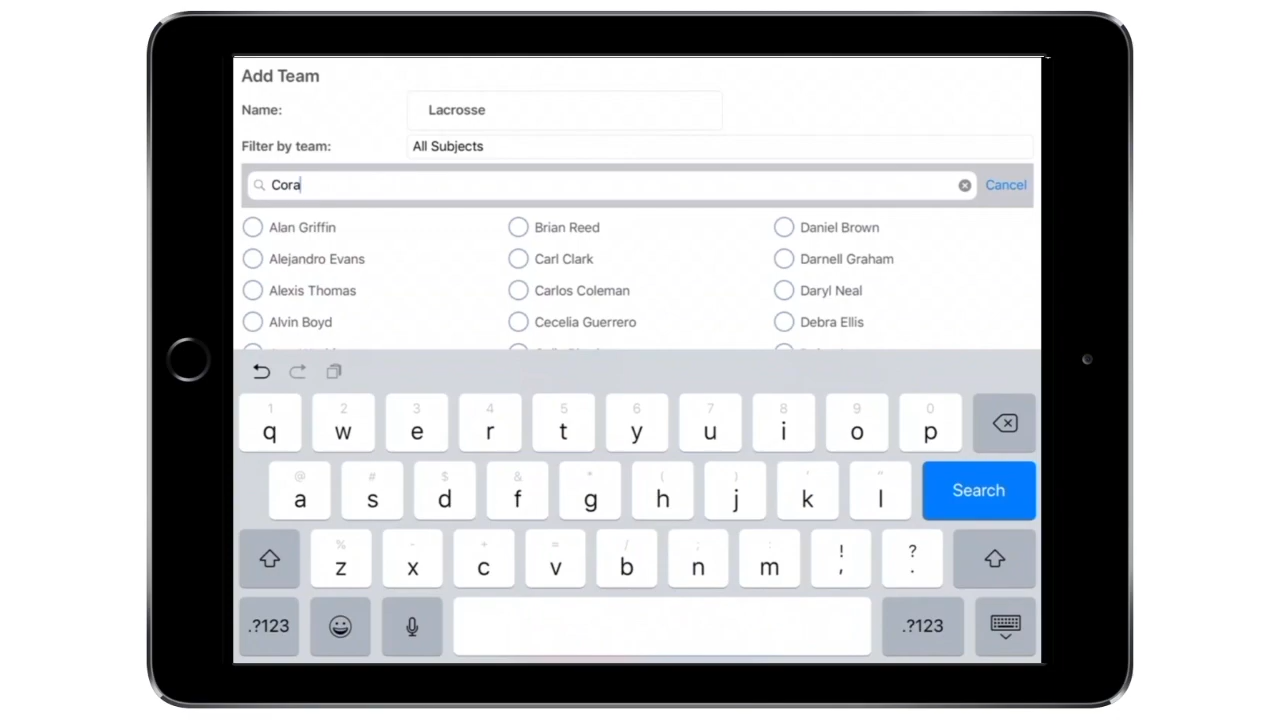 Add Team
Name: Lacrosse
Filter by team: All Subjects
Cora Cancel
Alan Griffin Brian Reed Daniel Brown
Alejandro Evans Carl Clark Darnell Graham
Alexis Thomas Carlos Coleman Daryl Neal
Alvin Boyd Cecelia Guerrero Debra Ellis
1 2 3 4 5 6 7 8 9 0
q w e r t y u i o p
@ # $ & * ( ) ' "
a s d f g h j k l Search
% - + = / ; : ! ?
z x c v b n m , .
.?123 .?123